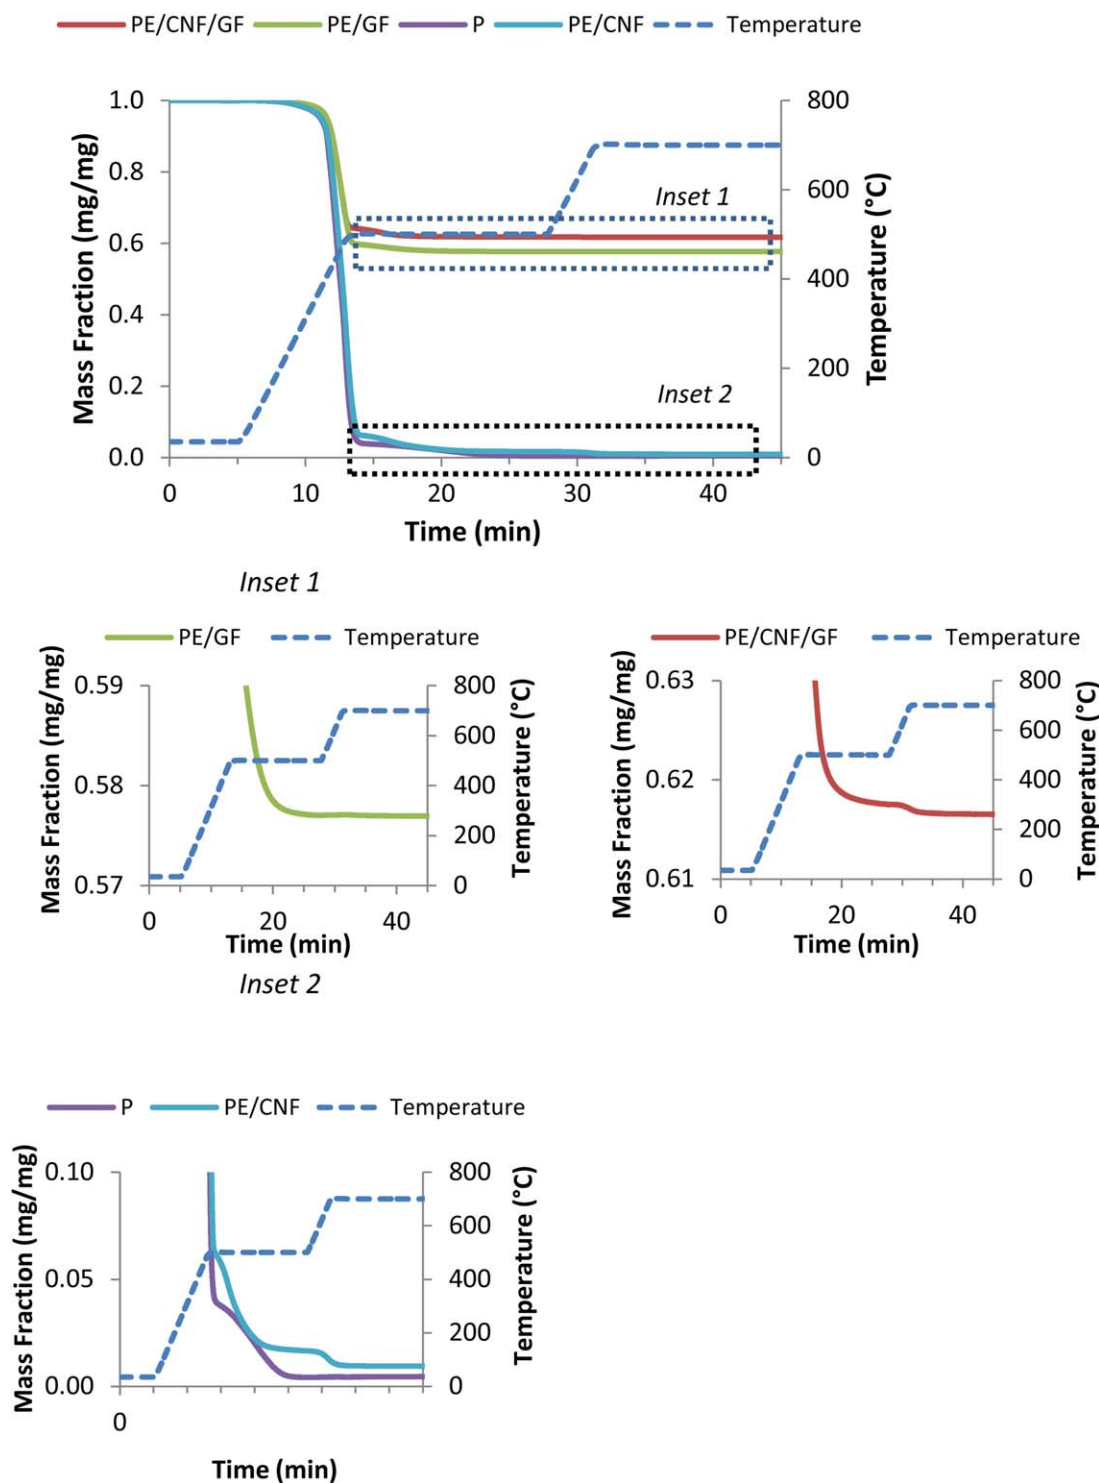 PE/CNF/GF PE/GF P PE/CNF Temperature
1.0 800
0.8
600
Inset 1
0.6
400
0.4
0.2 200
Inset 2
0.0 0
0 10 20 30 40
Mass Fraction (mg/mg)
Temperature (°C)
Time (min)
Inset 1
PE/GF Temperature
0.59 800
600
0.58
400
200
0.57 0
0 20 40
Mass Fraction (mg/mg)
Temperature (°C)
Time (min)
PE/CNF/GF Temperature
0.63 800
600
0.62
400
200
0.61 0
0 20 40
Mass Fraction (mg/mg)
Temperature (°C)
Time (min)
Inset 2
P PE/CNF Temperature
0.10 800
600
0.05 400
200
0.00 0
0
Mass Fraction (mg/mg)
Temperature (°C)
Time (min)